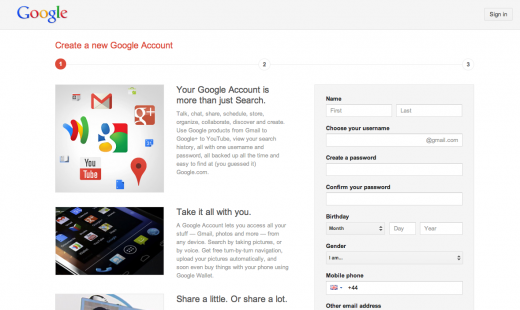 Google
Sign in
Create a new Google Account
1
2
3
Your Google Account is
more than just Search.
Talk, chat, share, schedule, store,
organize, collaborate, discover and create.
Use Google products from Gmail to
Google+ to YouTube, view your search
history, all with one username and
password, all backed up all the time and
easy to find at (you guessed it)
Google.com.
You
Tube
Take it all with you.
A Google Account lets you access all your
stuff — Gmail, photos and more — from
any device. Search by taking pictures, or
by voice. Get free turn-by-turn navigation,
upload your pictures automatically, and
soon even buy things with your phone using
Google Wallet.
Share a little. Or share a lot.
Name
First
Last
Choose your username
@gmail.com
Create a password
Confirm your password
Birthday
Month
Day
Year
Gender
I am...
Mobile phone
+44
Other email address